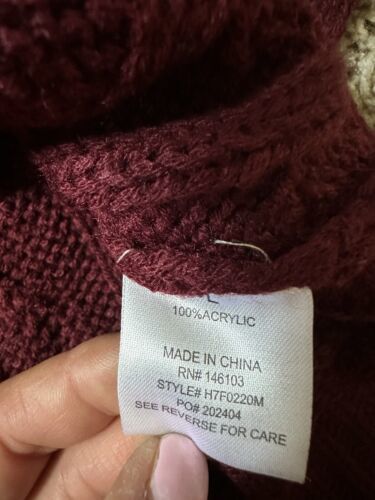 L
100%ACRYLIC
MADE IN CHINA
RN# 146103
STYLE# H7F0220M
PO# 202404
SEE REVERSE FOR CARE